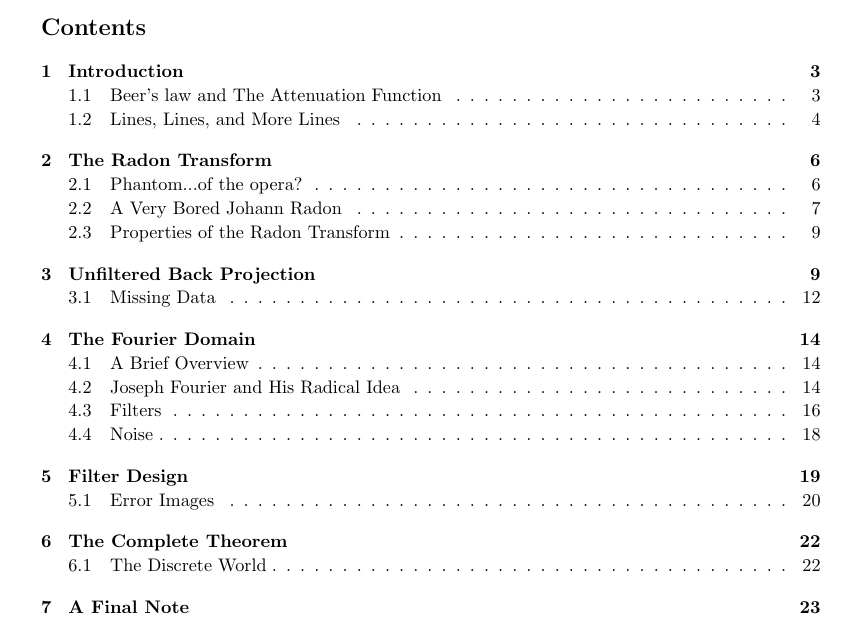 Contents
1 Introduction 3
1.1 Beer's law and The Attenuation Function . . . . . . . . . . . . . . . . . . . . . . . . 3
1.2 Lines, Lines, and More Lines . . . . . . . . . . . . . . . . . . . . . . . . . . . . . . . 4
2 The Radon Transform 6
2.1 Phantom...of the opera? . . . . . . . . . . . . . . . . . . . . . . . . . . . . . . . . . . 6
2.2 A Very Bored Johann Radon . . . . . . . . . . . . . . . . . . . . . . . . . . . . . . . 7
2.3 Properties of the Radon Transform . . . . . . . . . . . . . . . . . . . . . . . . . . . . 9
3 Unfiltered Back Projection 9
3.1 Missing Data . . . . . . . . . . . . . . . . . . . . . . . . . . . . . . . . . . . . . . . . 12
4 The Fourier Domain 14
4.1 A Brief Overview . . . . . . . . . . . . . . . . . . . . . . . . . . . . . . . . . . . . . . 14
4.2 Joseph Fourier and His Radical Idea . . . . . . . . . . . . . . . . . . . . . . . . . . . 14
4.3 Filters . . . . . . . . . . . . . . . . . . . . . . . . . . . . . . . . . . . . . . . . . . . . 16
4.4 Noise . . . . . . . . . . . . . . . . . . . . . . . . . . . . . . . . . . . . . . . . . . . . . 18
5 Filter Design 19
5.1 Error Images . . . . . . . . . . . . . . . . . . . . . . . . . . . . . . . . . . . . . . . . 20
6 The Complete Theorem 22
6.1 The Discrete World . . . . . . . . . . . . . . . . . . . . . . . . . . . . . . . . . . . . . 22
7 A Final Note 23